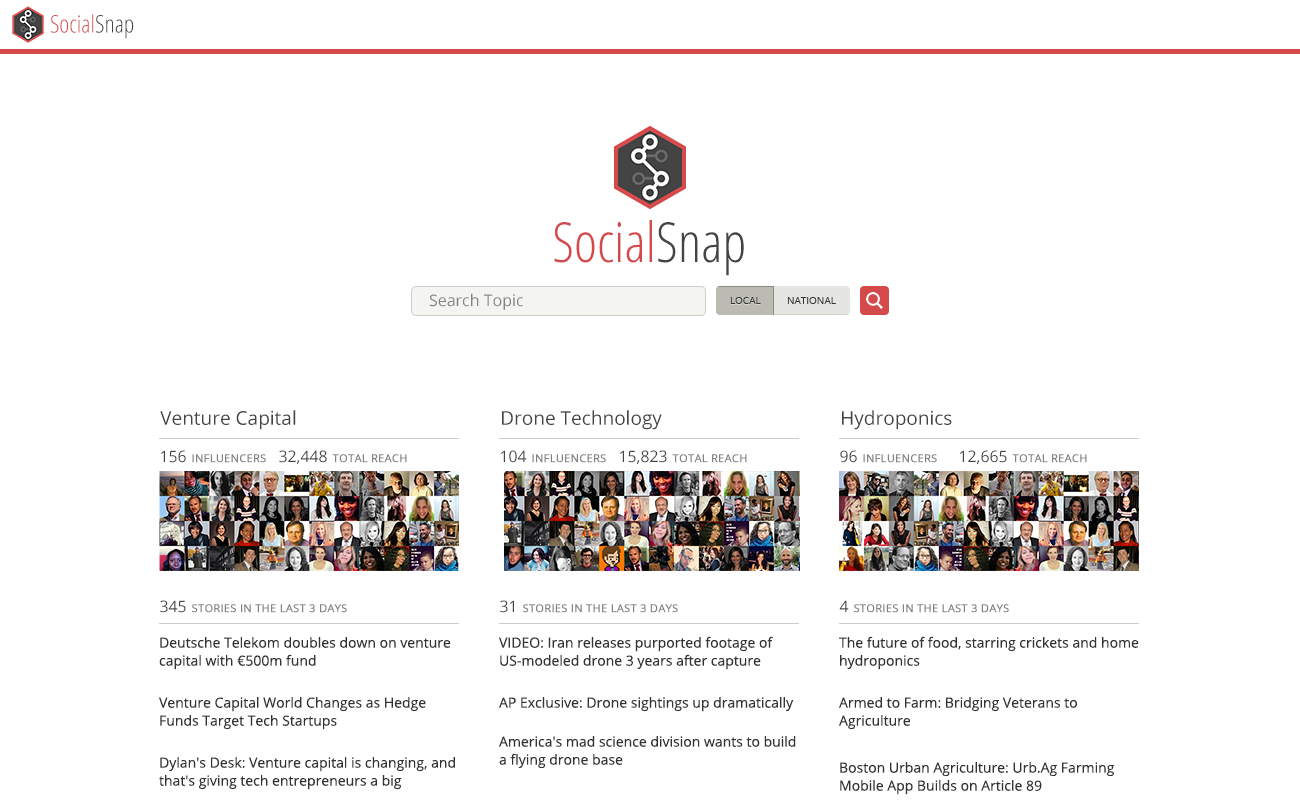 SocialSnap
SocialSnap
Search Topic
LOCAL
NATIONAL
Venture Capital
156 INFLUENCERS 32,448 TOTAL REACH
345 STORIES IN THE LAST 3 DAYS
Deutsche Telekom doubles down on venture
capital with €500m fund
Venture Capital World Changes as Hedge
Funds Target Tech Startups
Dylan's Desk: Venture capital is changing, and
that's giving tech entrepreneurs a big
Drone Technology
104 INFLUENCERS 15,823 TOTAL REACH
31 STORIES IN THE LAST 3 DAYS
VIDEO: Iran releases purported footage of
US-modeled drone 3 years after capture
AP Exclusive: Drone sightings up dramatically
America's mad science division wants to build
a flying drone base
Hydroponics
96 INFLUENCERS 12,665 TOTAL REACH
4 STORIES IN THE LAST 3 DAYS
The future of food, starring crickets and home
hydroponics
Armed to Farm: Bridging Veterans to
Agriculture
Boston Urban Agriculture: Urb.Ag Farming
Mobile App Builds on Article 89